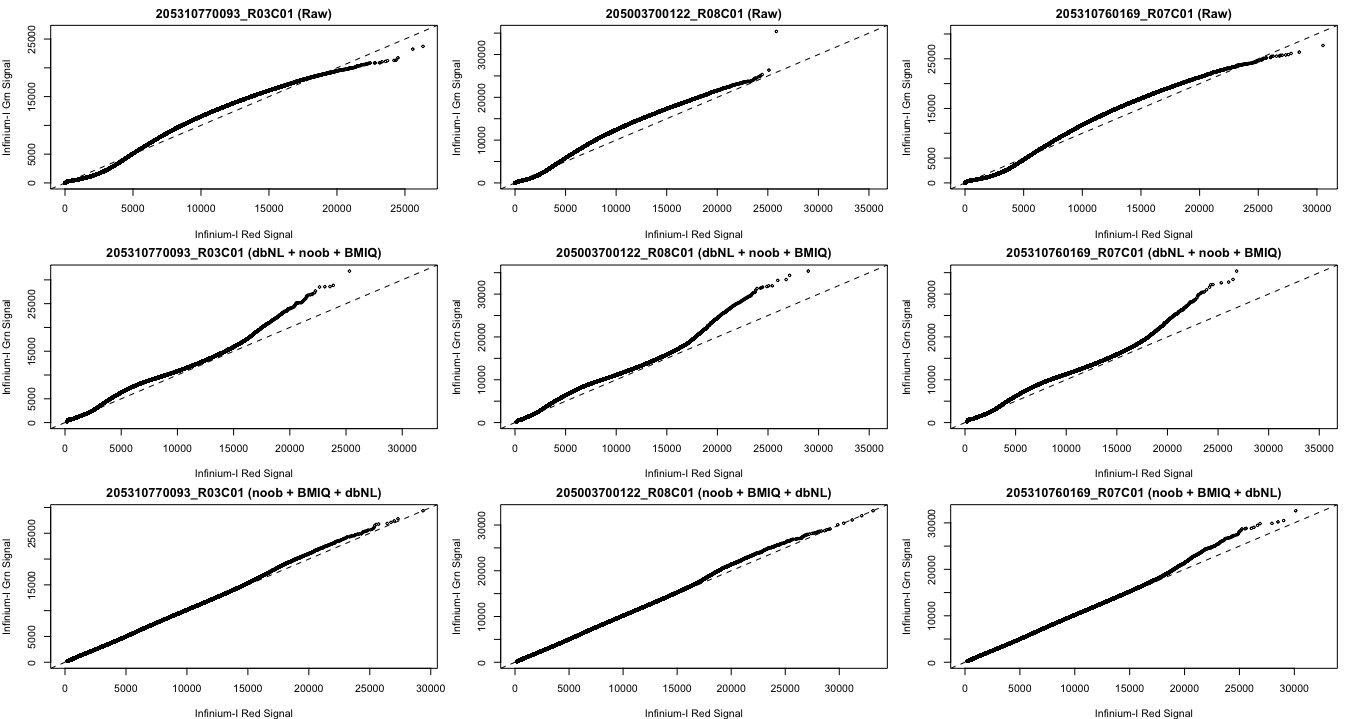 205310770093_R03C01 (Raw)
205003700122_R08C01 (Raw)
205310760169_R07C01 (Raw)
Infinium-I Grn Signal
0 5000 15000 25000
0 5000 10000 15000 20000 25000
Infinium-I Red Signal
Infinium-I Grn Signal
0 10000 20000 30000
0 5000 10000 15000 20000 25000 30000 35000
Infinium-I Red Signal
Infinium-I Grn Signal
0 5000 15000 25000
0 5000 10000 15000 20000 25000 30000
Infinium-I Red Signal
205310770093_R03C01 (dbNL + noob + BMIQ)
205003700122_R08C01 (dbNL + noob + BMIQ)
205310760169_R07C01 (dbNL + noob + BMIQ)
Infinium-I Grn Signal
0 5000 15000 25000
0 5000 10000 15000 20000 25000 30000
Infinium-I Red Signal
Infinium-I Grn Signal
0 10000 20000 30000
0 5000 10000 15000 20000 25000 30000 35000
Infinium-I Red Signal
Infinium-I Grn Signal
0 10000 20000 30000
0 5000 10000 15000 20000 25000 30000 35000
Infinium-I Red Signal
205310770093_R03C01 (noob + BMIQ + dbNL)
205003700122_R08C01 (noob + BMIQ + dbNL)
205310760169_R07C01 (noob + BMIQ + dbNL)
Infinium-I Grn Signal
0 5000 15000 25000
0 5000 10000 15000 20000 25000 30000
Infinium-I Red Signal
Infinium-I Grn Signal
0 10000 20000 30000
0 5000 10000 15000 20000 25000 30000
Infinium-I Red Signal
Infinium-I Grn Signal
0 10000 20000 30000
0 5000 10000 15000 20000 25000 30000
Infinium-I Red Signal